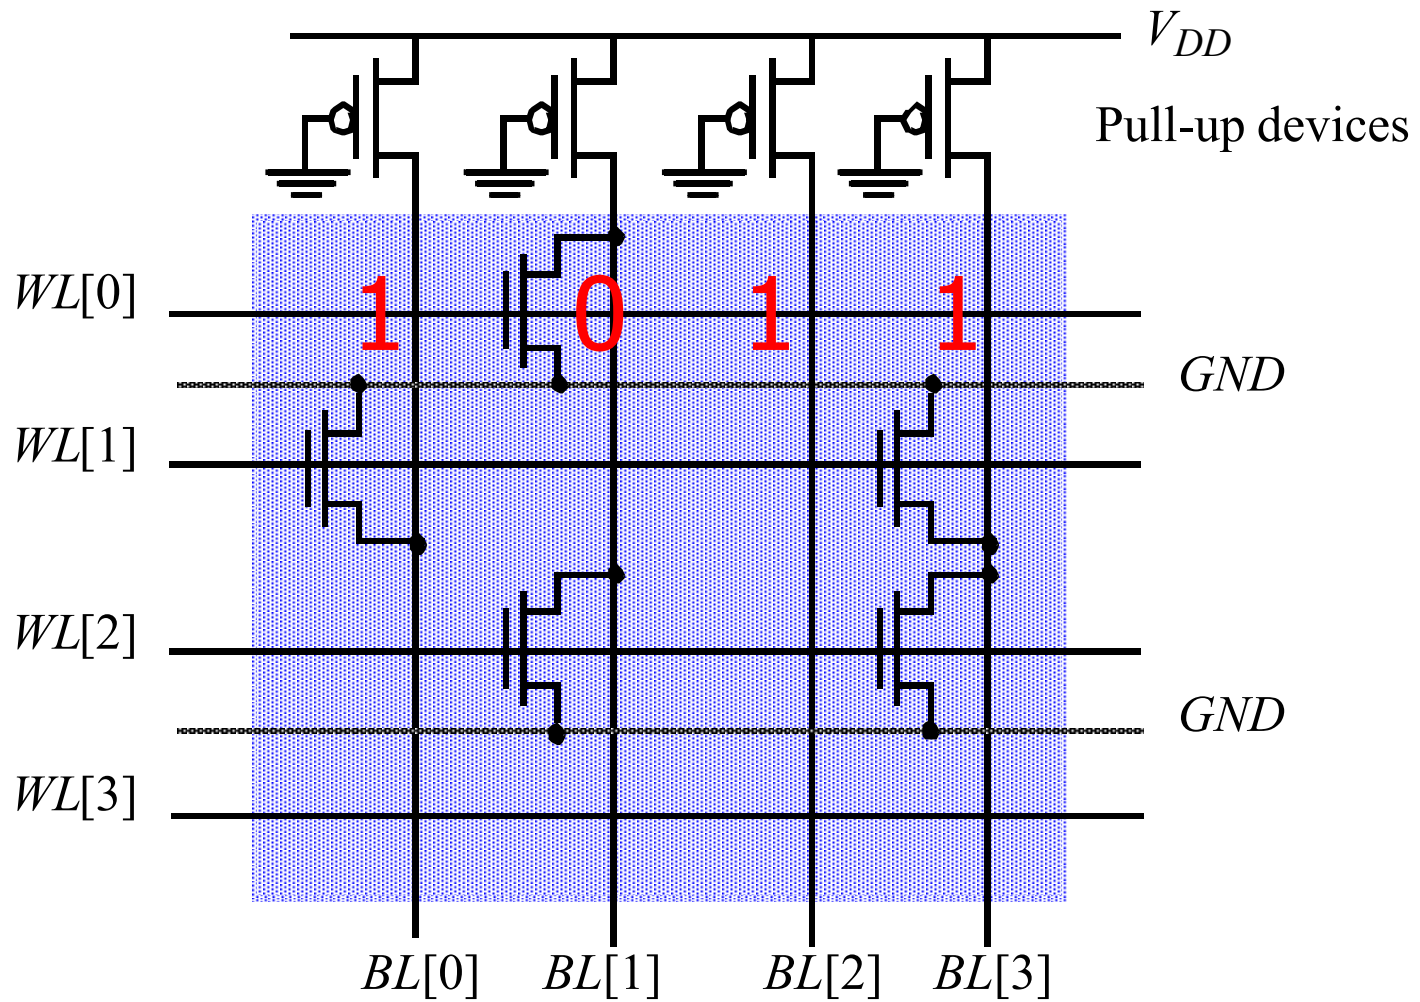 V_DD
Pull-up devices
WL[0]
1 0 1 1
GND
WL[1]
WL[2]
GND
WL[3]
BL[0] BL[1] BL[2] BL[3]